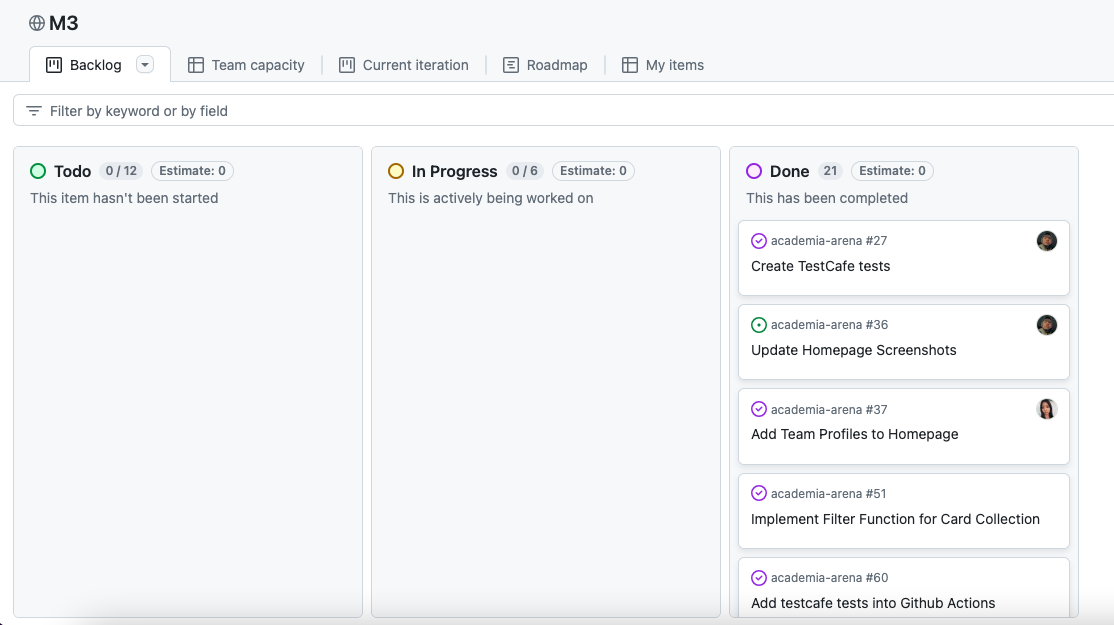 M3
Backlog
Team capacity
Current iteration
Roadmap
My items
Filter by keyword or by field
Todo 0 / 12 Estimate: 0
This item hasn't been started
In Progress 0 / 6 Estimate: 0
This is actively being worked on
Done 21 Estimate: 0
This has been completed
academia-arena #27
Create TestCafe tests
academia-arena #36
Update Homepage Screenshots
academia-arena #37
Add Team Profiles to Homepage
academia-arena #51
Implement Filter Function for Card Collection
academia-arena #60
Add testcafe tests into Github Actions